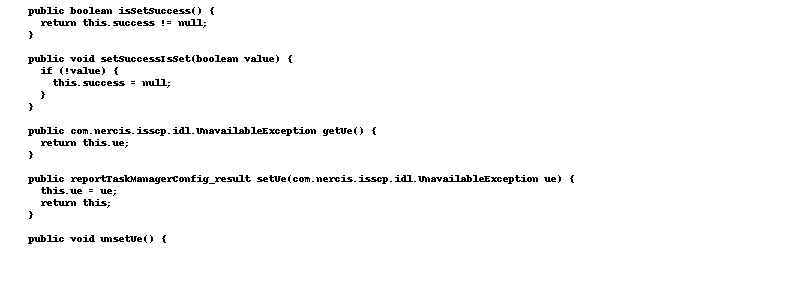 public boolean isSetSuccess() {
return this.success != null;
}
public void setSuccessIsSet(boolean value) {
if (!value) {
this.success = null;
}
}
public com.nercis.isscp.idl.UnavailableException getUe() {
return this.ue;
}
public reportTaskManagerConfig_result setUe(com.nercis.isscp.idl.UnavailableException ue) {
this.ue = ue;
return this;
}
public void unsetUe() {